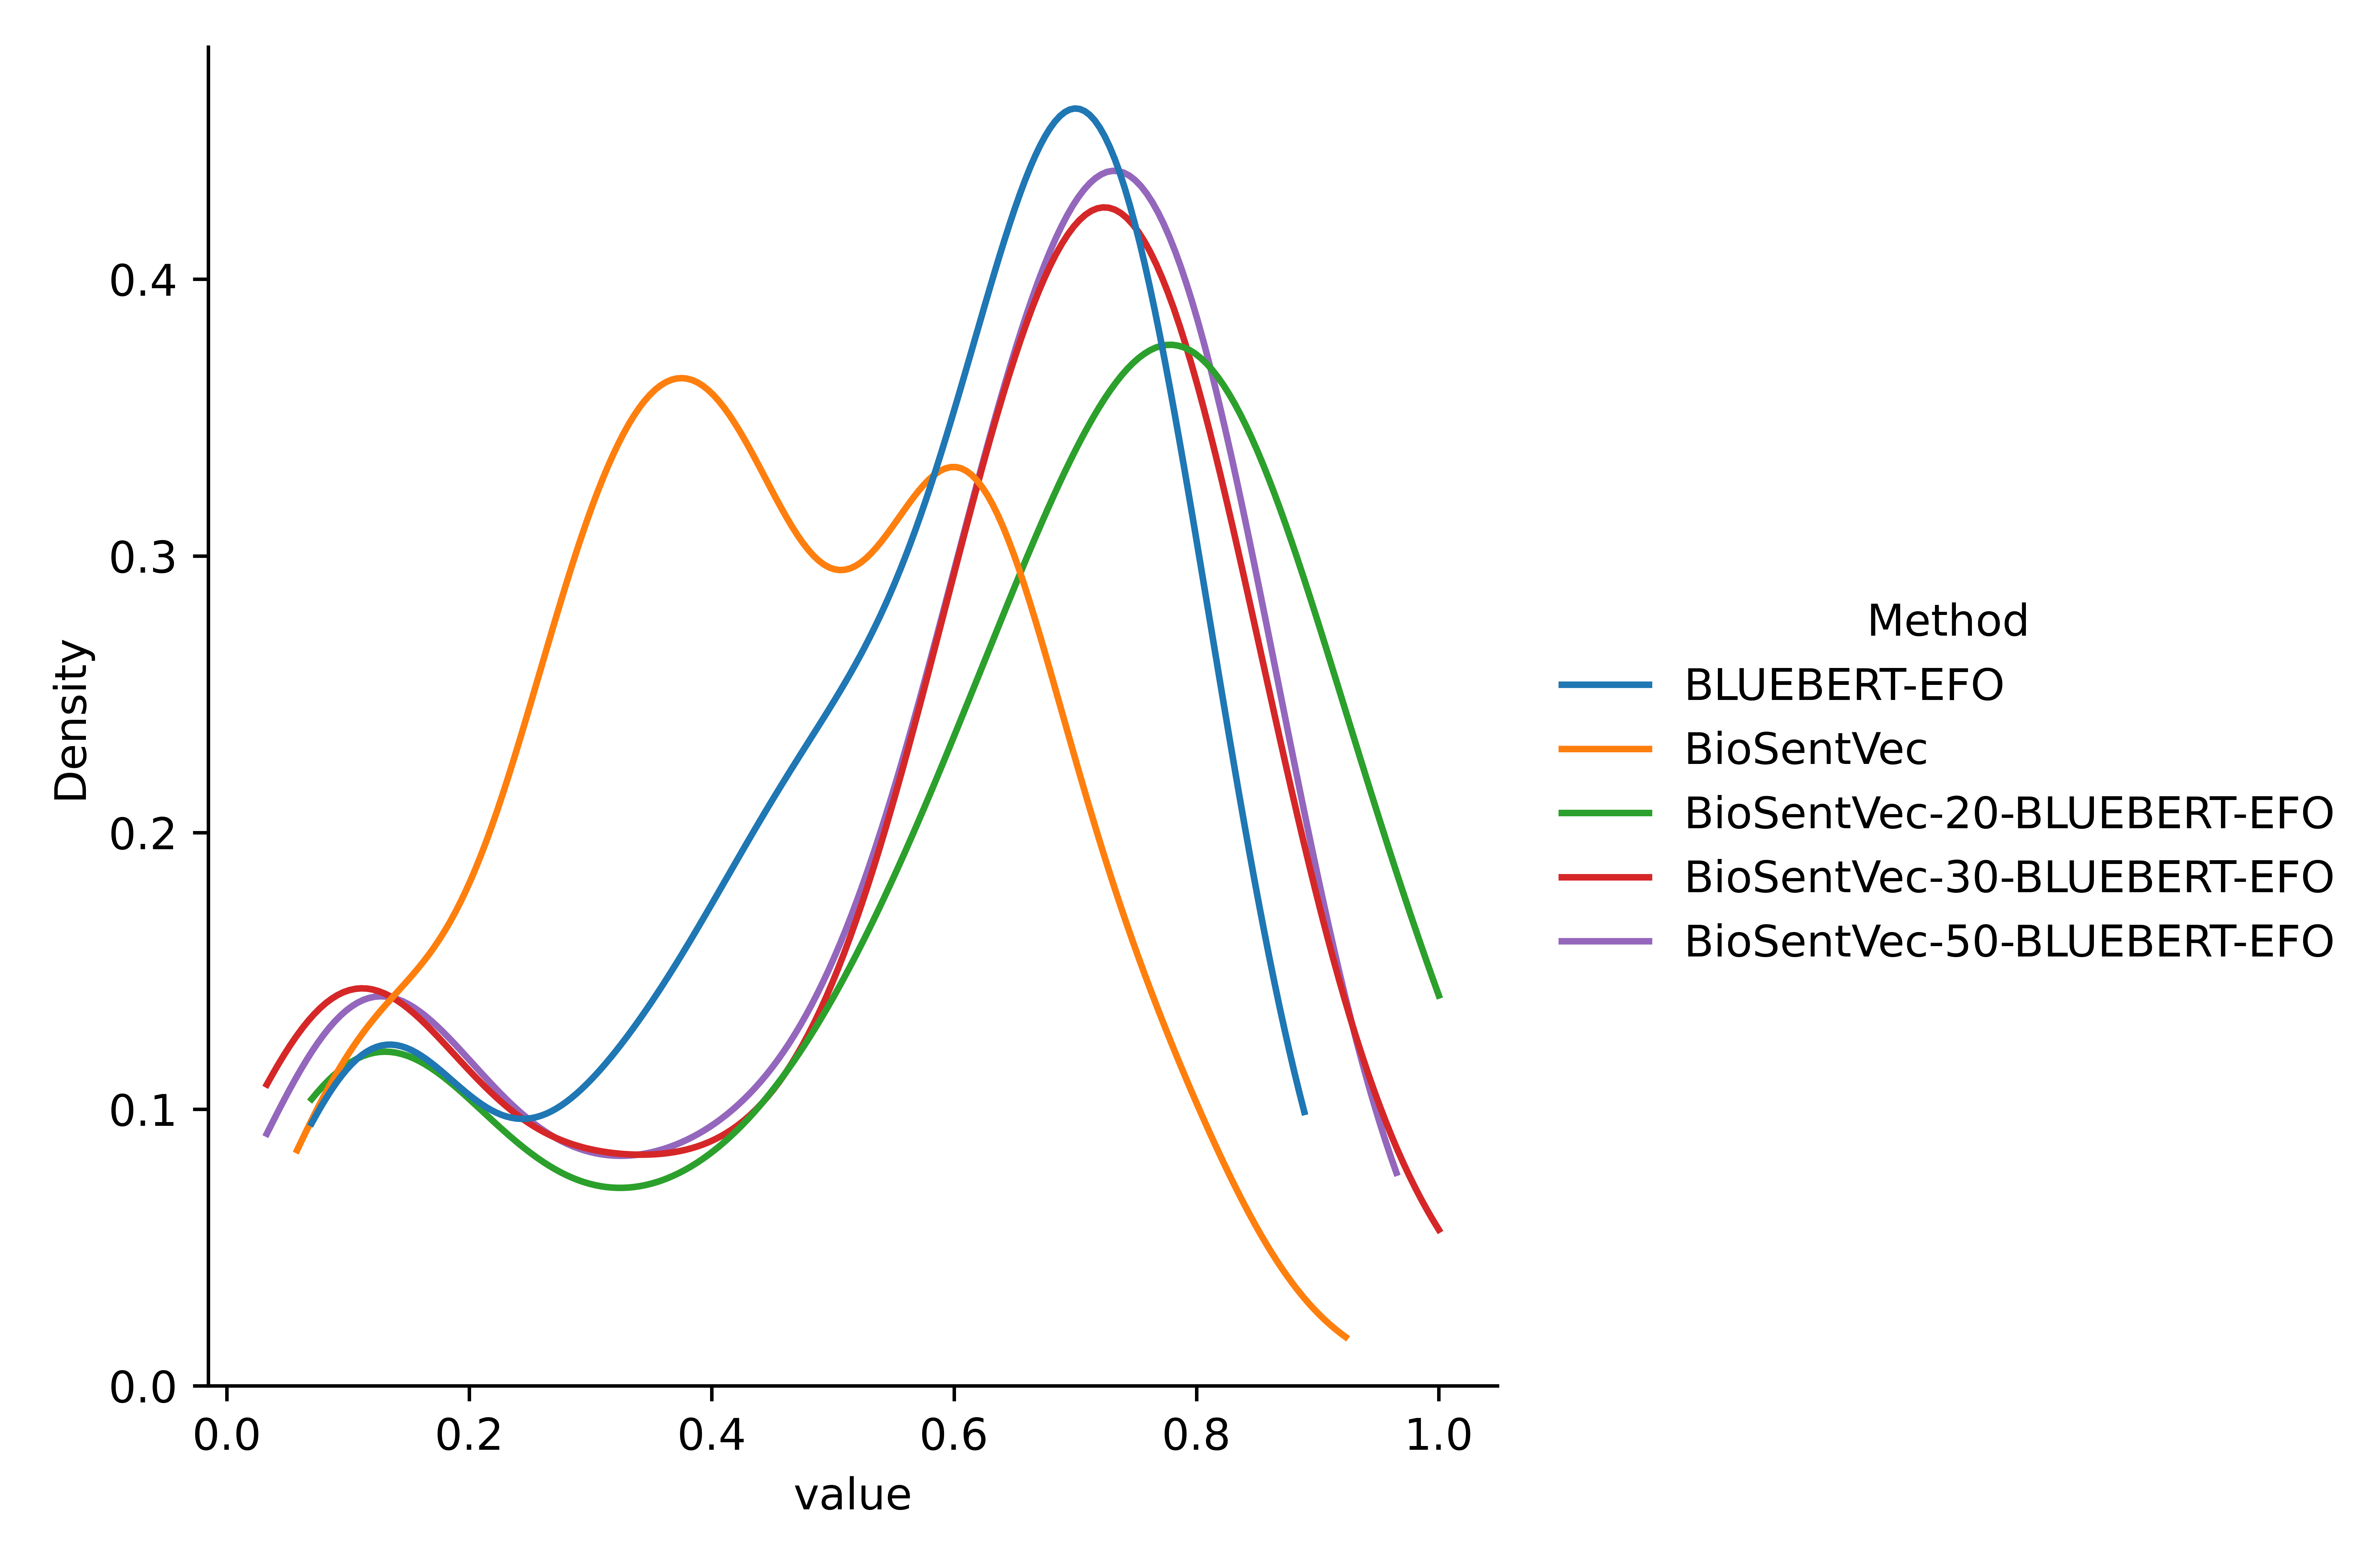 Density
0.4
0.3
0.2
0.1
0.0
0.0 0.2 0.4 0.6 0.8 1.0
value
Method
BLUEBERT-EFO
BioSentVec
BioSentVec-20-BLUEBERT-EFO
BioSentVec-30-BLUEBERT-EFO
BioSentVec-50-BLUEBERT-EFO